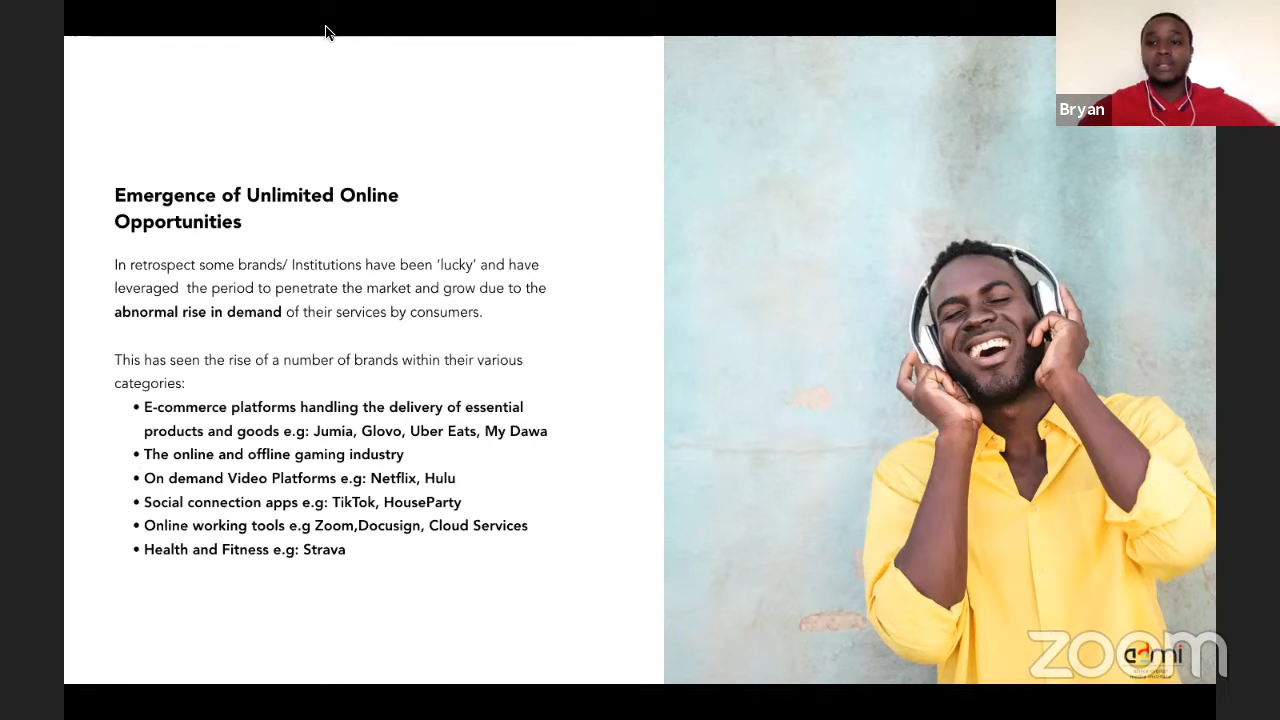 Bryan
Emergence of Unlimited Online
Opportunities
In retrospect some brands/ Institutions have been ‘lucky’ and have
leveraged  the period to penetrate the market and grow due to the
abnormal rise in demand of their services by consumers.
This has seen the rise of a number of brands within their various
categories:
• E-commerce platforms handling the delivery of essential
products and goods e.g: Jumia, Glovo, Uber Eats, My Dawa
• The online and offline gaming industry
• On demand Video Platforms e.g: Netflix, Hulu
• Social connection apps e.g: TikTok, HouseParty
• Online working tools e.g Zoom,Docusign, Cloud Services
• Health and Fitness e.g: Strava
zoom
admi